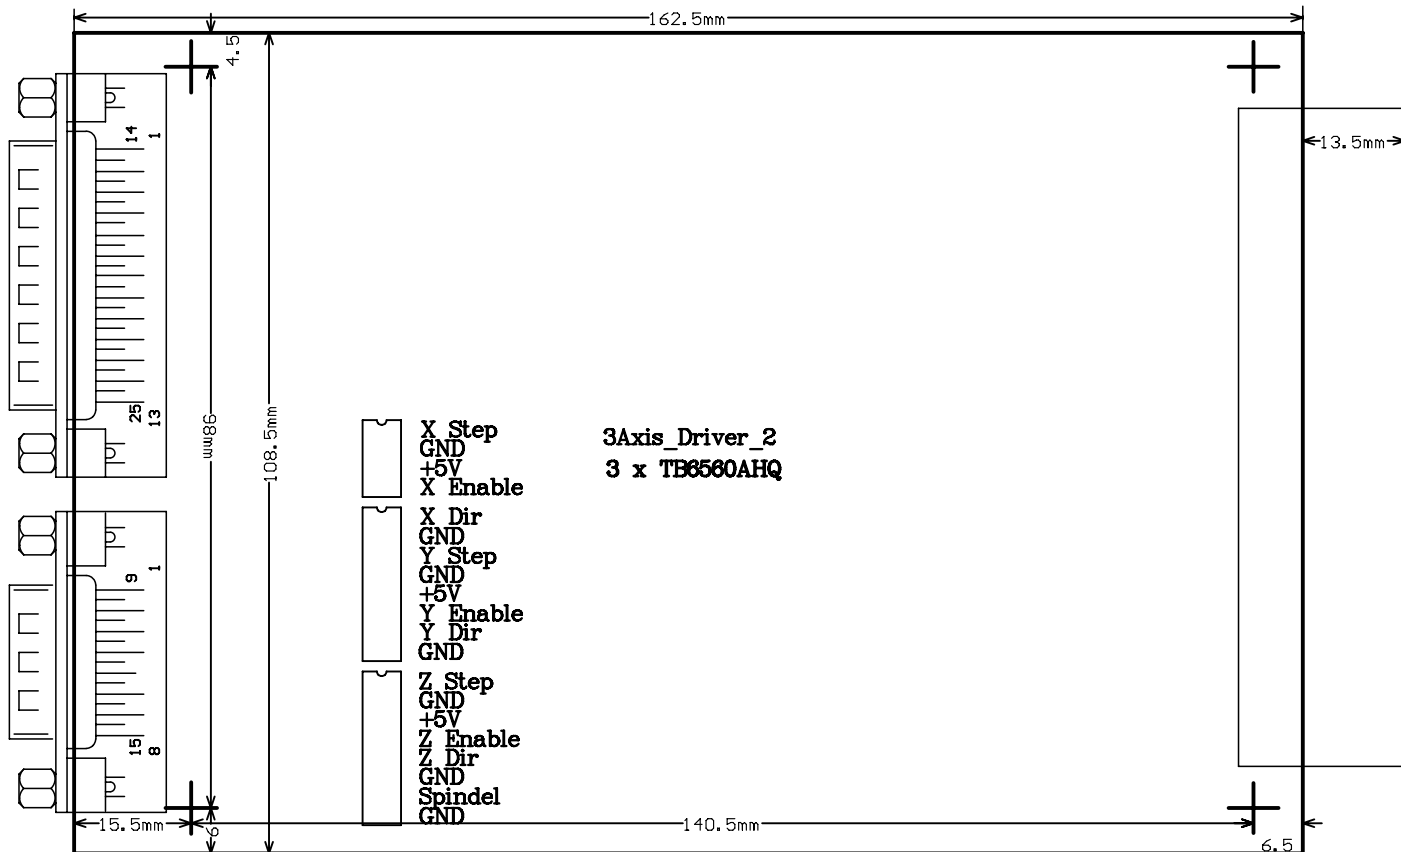 162.5mm
4.5
13.5mm
14
1
25
13
98mm
108.5mm
X Step
GND
+5V
X Enable
3Axis_Driver_2
3 x TB6560AHQ
X Dir
GND
Y Step
GND
+5V
Y Enable
Y Dir
GND
9
1
15
8
Z Step
GND
+5V
Z Enable
Z Dir
GND
Spindel
GND
15.5mm
6
140.5mm
6.5